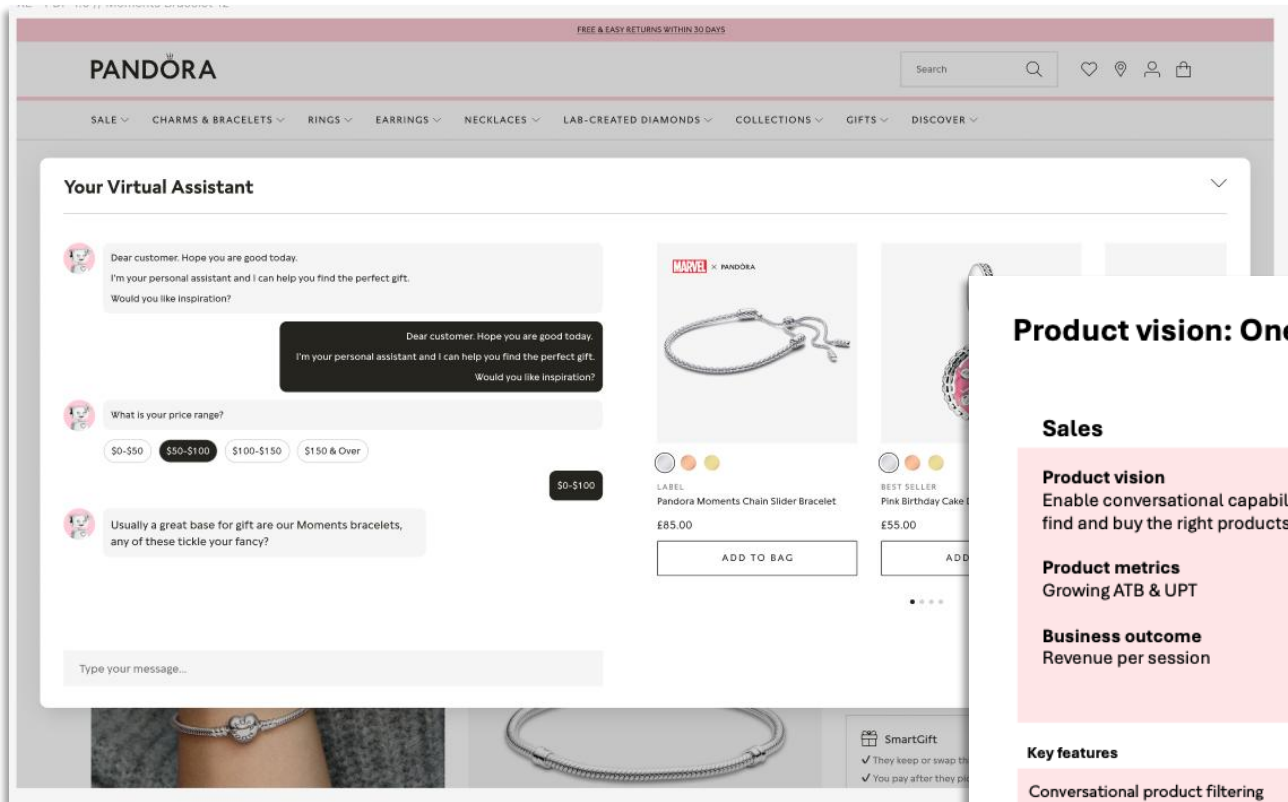 FREE & EASY RETURNS WITHIN 30 DAYS
PANDÖRA
Search
SALE
CHARMS & BRACELETS
RINGS
EARRINGS
NECKLACES
LAB-CREATED DIAMONDS
COLLECTIONS
GIFTS
DISCOVER
Your Virtual Assistant
Dear customer. Hope you are good today.
I'm your personal assistant and I can help you find the perfect gift.
Would you like inspiration?
Dear customer. Hope you are good today.
I'm your personal assistant and I can help you find the perfect gift.
Would you like inspiration?
What is your price range?
$0-$50
$50-$100
$100-$150
$150 & Over
$0-$100
Usually a great base for gift are our Moments bracelets,
any of these tickle your fancy?
Type your message...
MARVEL × PANDÖRA
LABEL
Pandora Moments Chain Slider Bracelet
£85.00
ADD TO BAG
BEST SELLER
Pink Birthday Cake
£55.00
ADD
SmartGift
✓ They keep or swap
✓ You pay after they
Product vision: One
Sales
Product vision
Enable conversational
find and buy the right products
Product metrics
Growing ATB & UPT
Business outcome
Revenue per session
Key features
Conversational product filtering